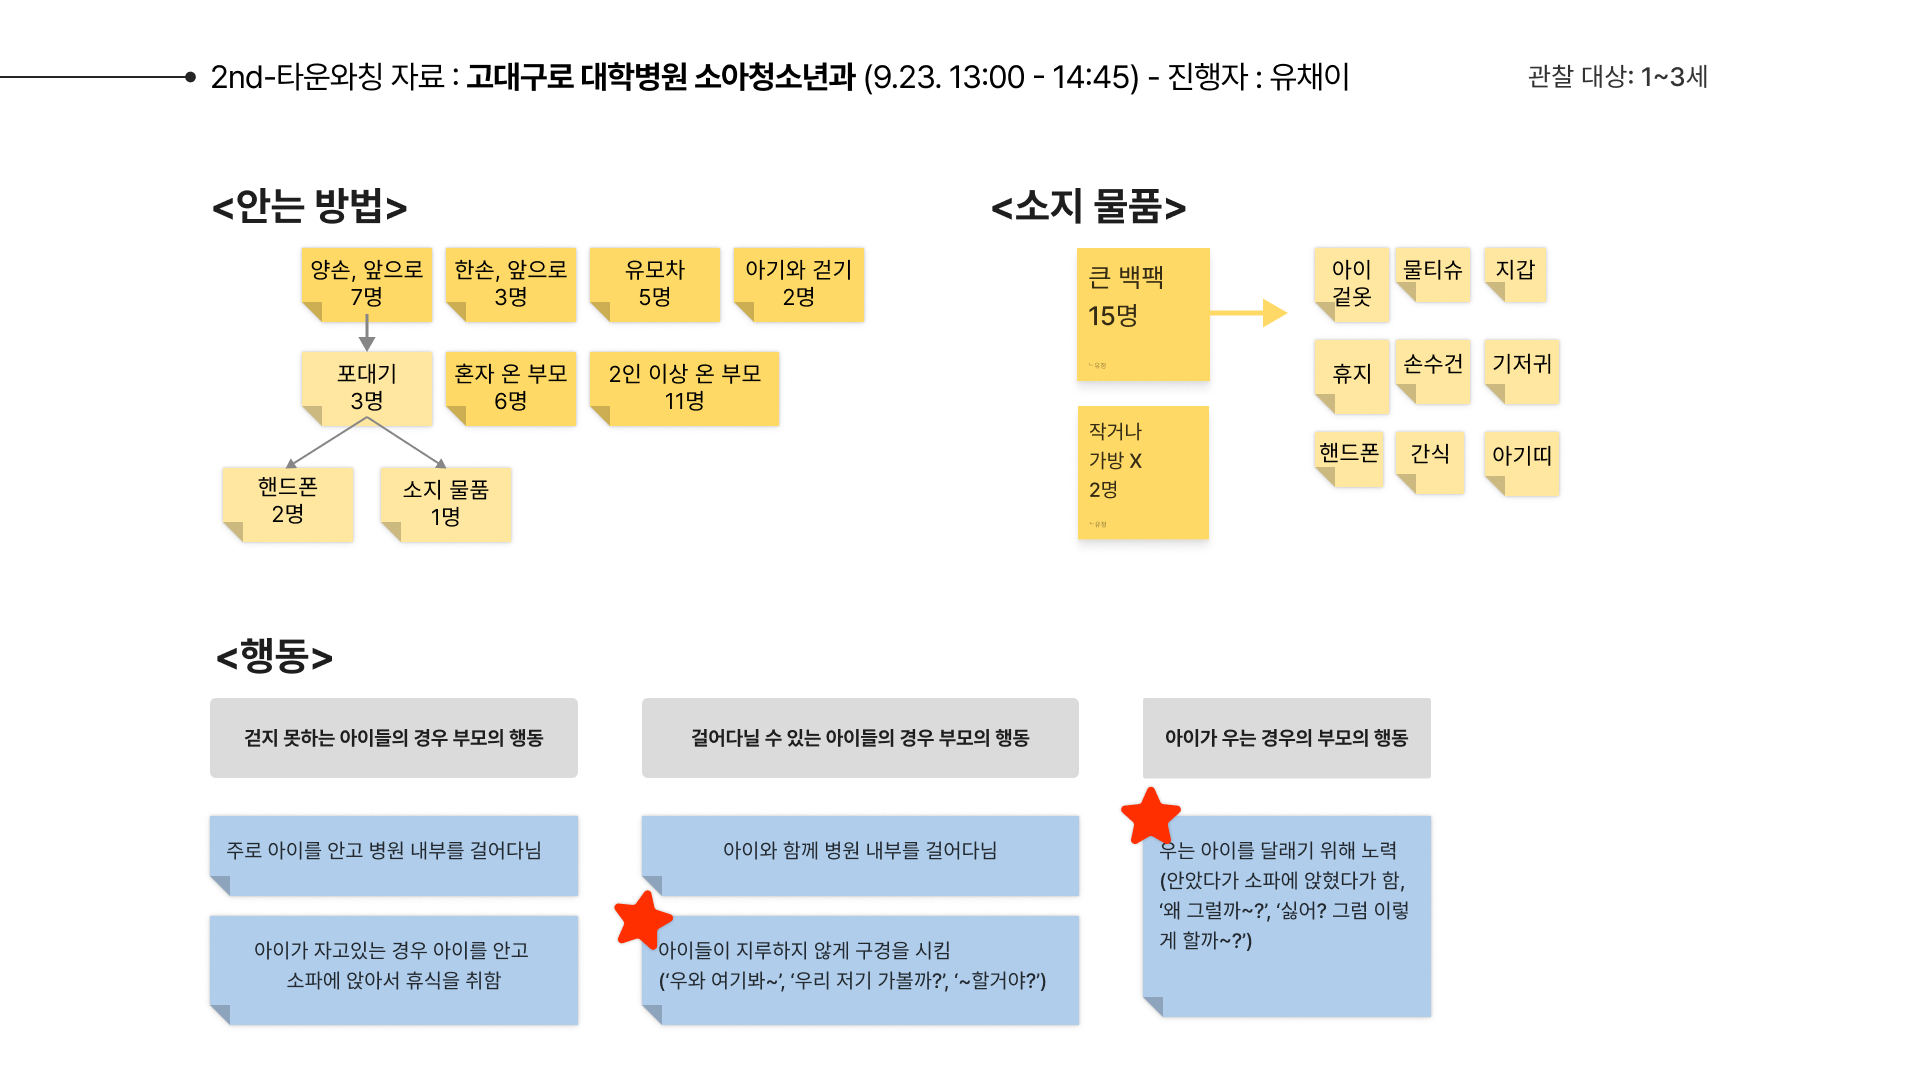 2nd-타운와칭 자료 : 고대구로 대학병원 소아청소년과 (9.23. 13:00 - 14:45) - 진행자 : 유채이
관찰 대상: 1~3세
<안는 방법>
양손, 앞으로
7명
한손, 앞으로
3명
유모차
5명
아기와 걷기
2명
포대기
3명
혼자 온 부모
6명
2인 이상 온 부모
11명
핸드폰
2명
소지 물품
1명
<소지 물품>
큰 백팩
15명
작거나
가방 X
2명
아이
겉옷
물티슈
지갑
휴지
손수건
기저귀
핸드폰
간식
아기띠
<행동>
걷지 못하는 아이들의 경우 부모의 행동
주로 아이를 안고 병원 내부를 걸어다님
아이가 자고있는 경우 아이를 안고
소파에 앉아서 휴식을 취함
걸어다닐 수 있는 아이들의 경우 부모의 행동
아이와 함께 병원 내부를 걸어다님
아이들이 지루하지 않게 구경을 시킴
(‘우와 여기봐~’, ‘우리 저기 가볼까?’, ‘~할거야?’)
아이가 우는 경우의 부모의 행동
우는 아이를 달래기 위해 노력
(안았다가 소파에 앉혔다가 함,
‘왜 그럴까~?’, ‘싫어? 그럼 이렇
게 할까~?’)